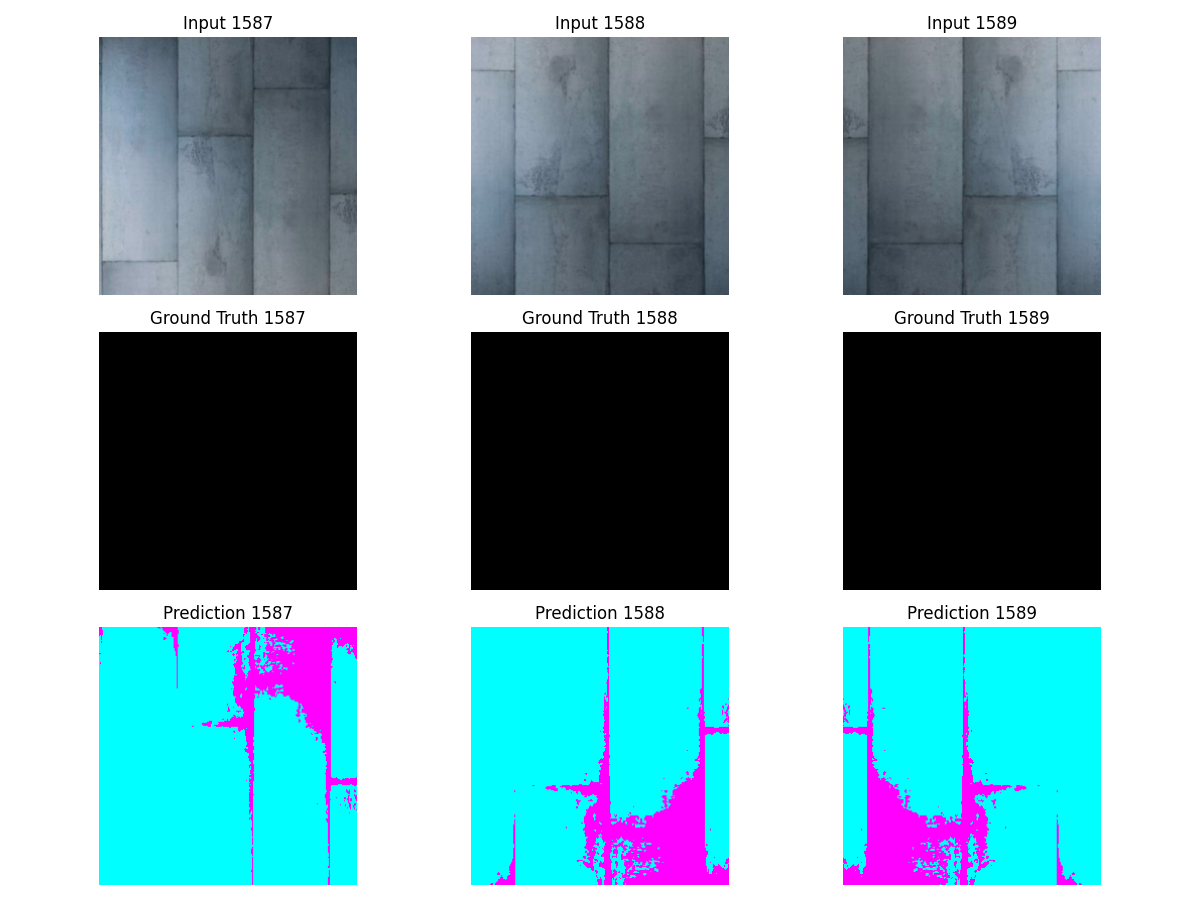 Input 1587
Input 1588
Input 1589
Ground Truth 1587
Ground Truth 1588
Ground Truth 1589
Prediction 1587
Prediction 1588
Prediction 1589